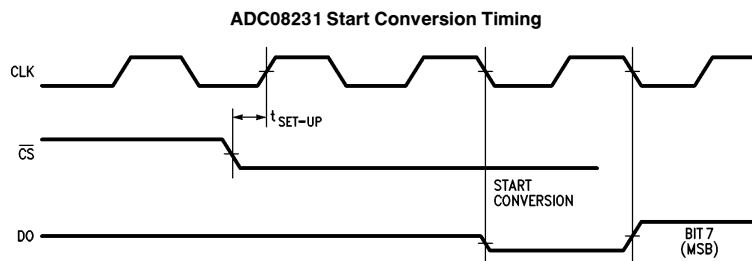 ADC08231 Start Conversion Timing
CLK
t SET-UP
CS
START
CONVERSION
DO
BIT 7
(MSB)